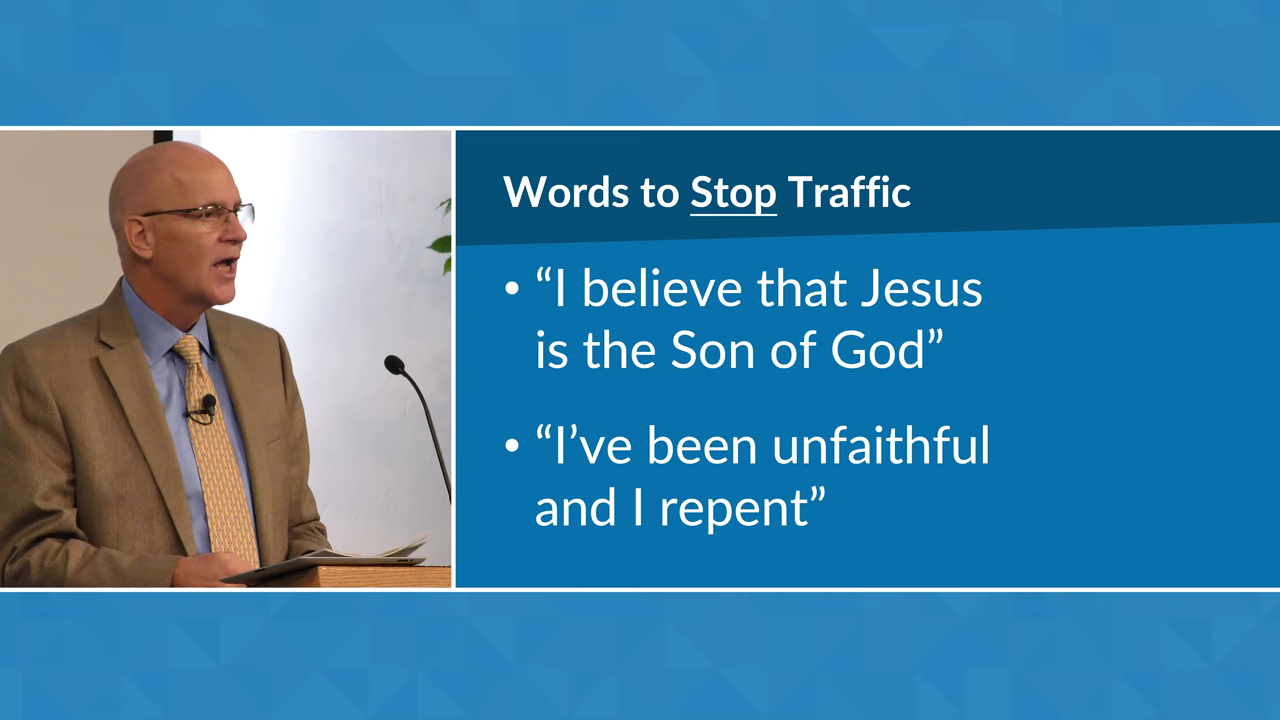 Words to Stop Traffic
• “I believe that Jesus
is the Son of God”
• “I’ve been unfaithful
and I repent”